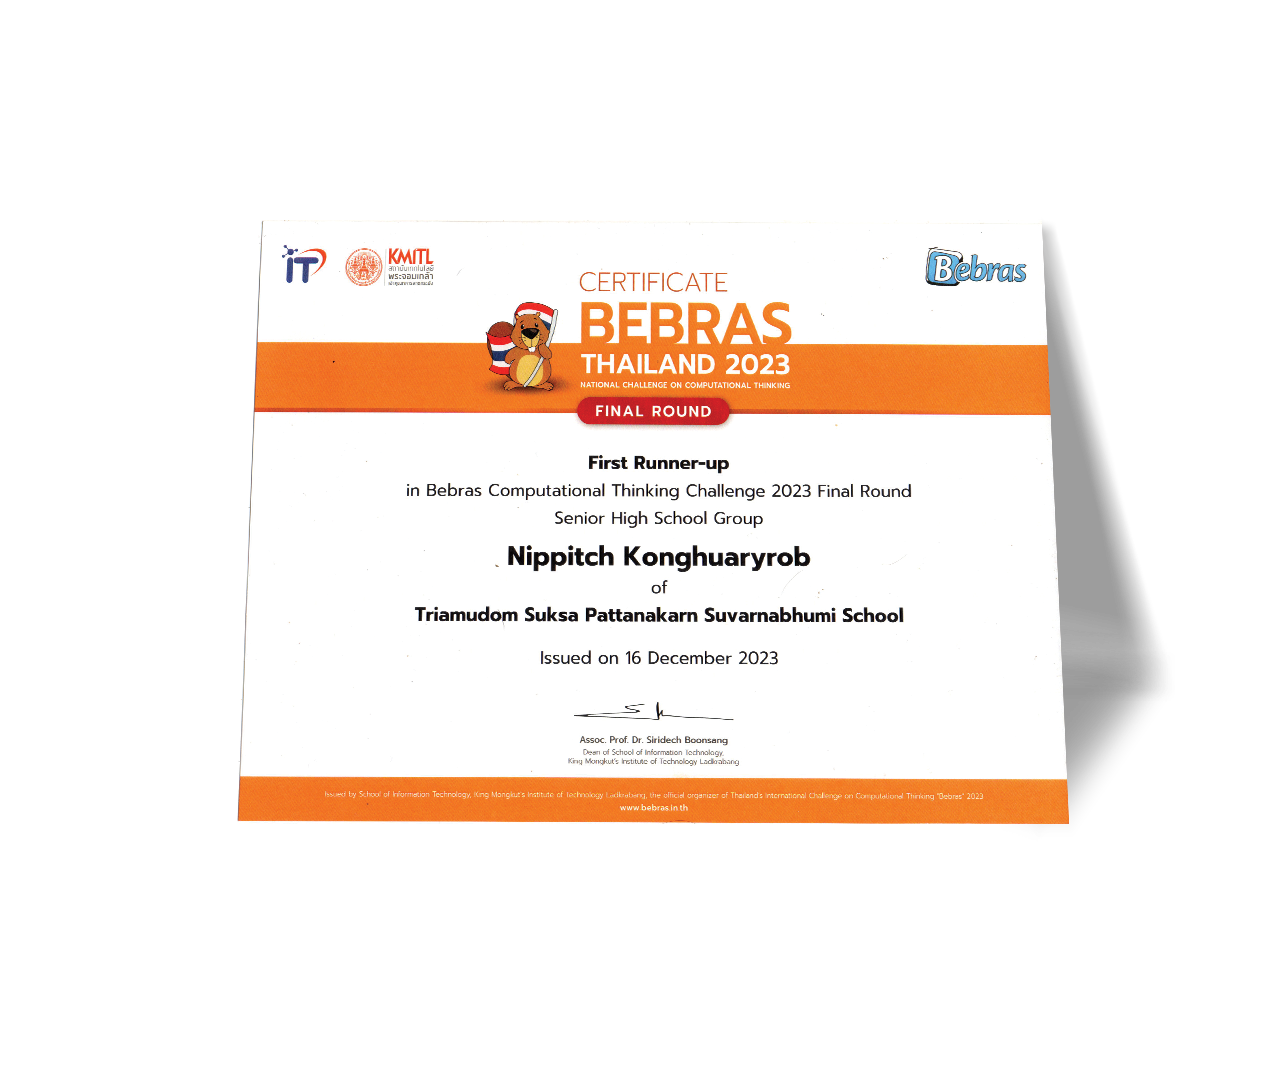 iT
KMITL
สถาบันเทคโนโลยี
พระจอมเกล้า
เจ้าคุณทหารลาดกระบัง
Bebras
CERTIFICATE
BEBRAS
THAILAND 2023
NATIONAL CHALLENGE ON COMPUTATIONAL THINKING
FINAL ROUND
First Runner-up
in Bebras Computational Thinking Challenge 2023 Final Round
Senior High School Group
Nippitch Konghuaryrob
of
Triamudom Suksa Pattanakarn Suvarnabhumi School
Issued on 16 December 2023
Assoc. Prof. Dr. Siridech Boonsang
Dean of School of Information Technology,
King Mongkut's Institute of Technology Ladkrabang
Issued by School of Information Technology, King Mongkut's Institute of Technology Ladkrabang, the official organizer of Thailand's International Challenge on Computational Thinking "Bebras" 2023
www.bebras.in.th